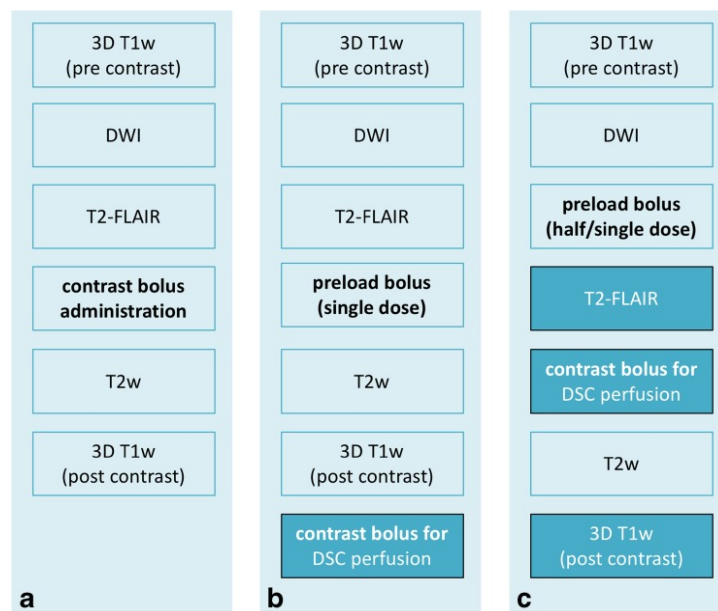 3D T1w
(pre contrast)
DWI
T2-FLAIR
contrast bolus
administration
T2w
3D T1w
(post contrast)
a
3D T1w
(pre contrast)
DWI
T2-FLAIR
preload bolus
(single dose)
T2w
3D T1w
(post contrast)
contrast bolus for
DSC perfusion
b
3D T1w
(pre contrast)
DWI
preload bolus
(half/single dose)
T2-FLAIR
contrast bolus for
DSC perfusion
T2w
3D T1w
(post contrast)
c